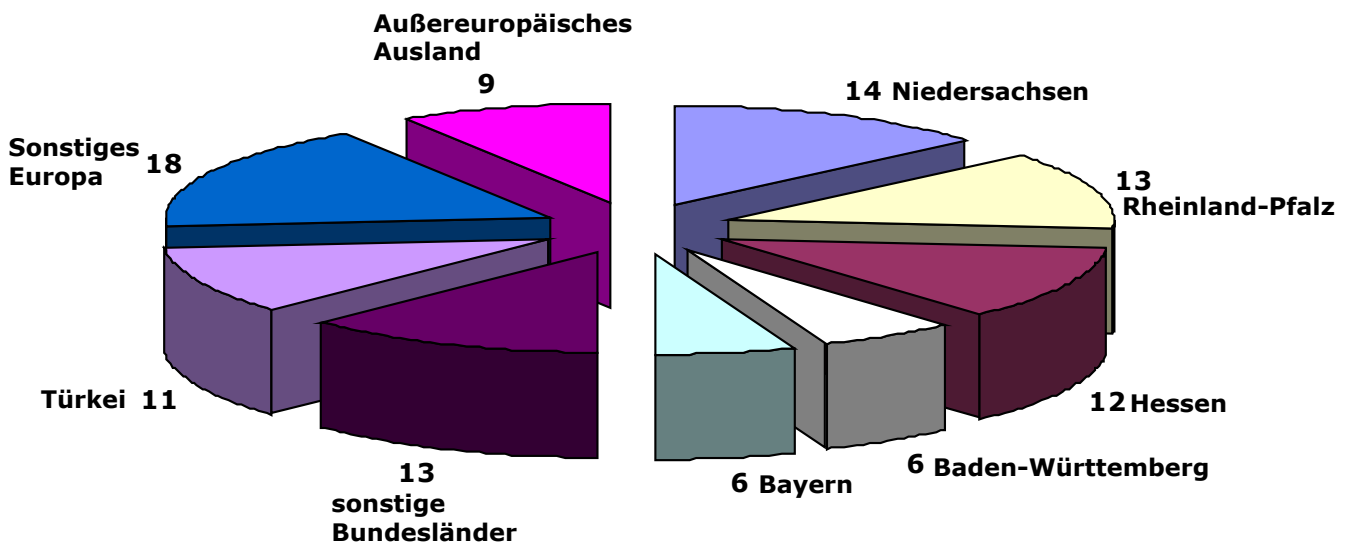 Außereuropäisches
Ausland
9
14 Niedersachsen
Sonstiges
Europa 18
13
Rheinland-Pfalz
Türkei 11
12 Hessen
13
sonstige
Bundesländer
6 Bayern
6 Baden-Württemberg